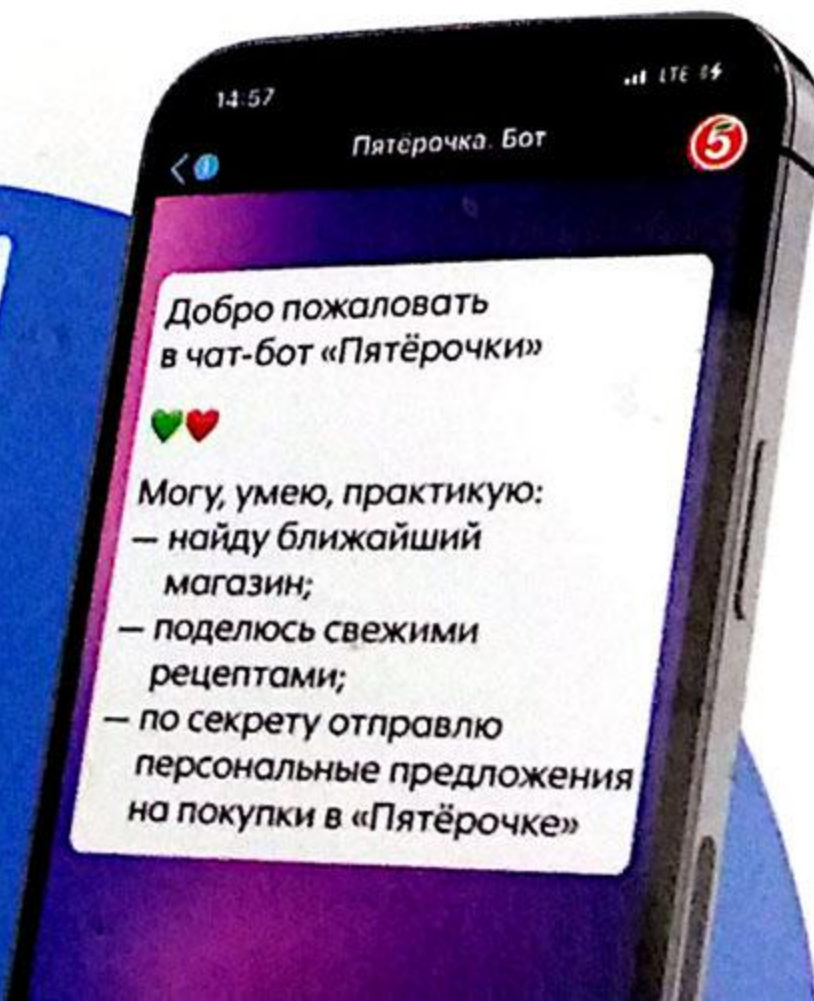 14:57
LTE
Пятёрочка. Бот
5
Добро пожаловать
в чат-бот «Пятёрочки»
💚❤️
Могу, умею, практикую:
— найду ближайший
магазин;
— поделюсь свежими
рецептами;
— по секрету отправлю
персональные предложения
на покупки в «Пятёрочке»